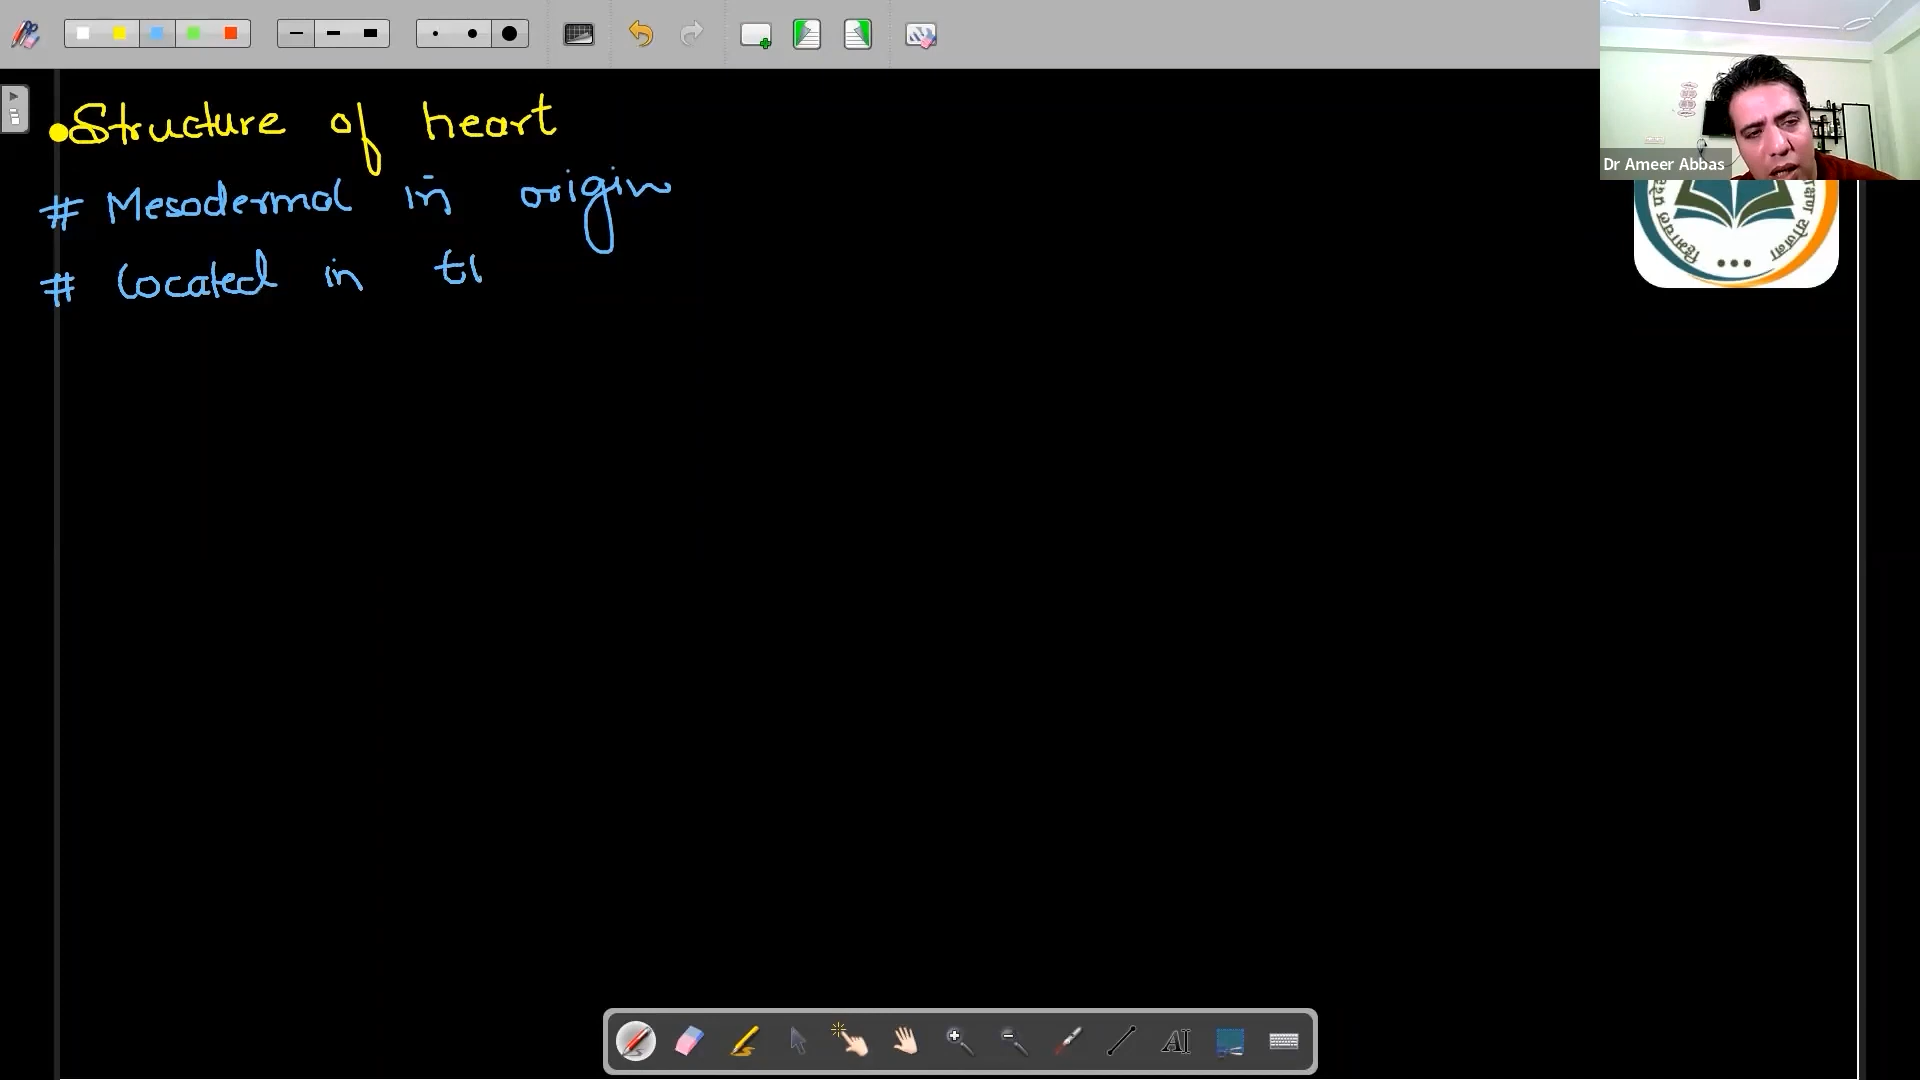 Structure of heart
# Mesodermal in origin
# Located in
Dr Ameer Abbas